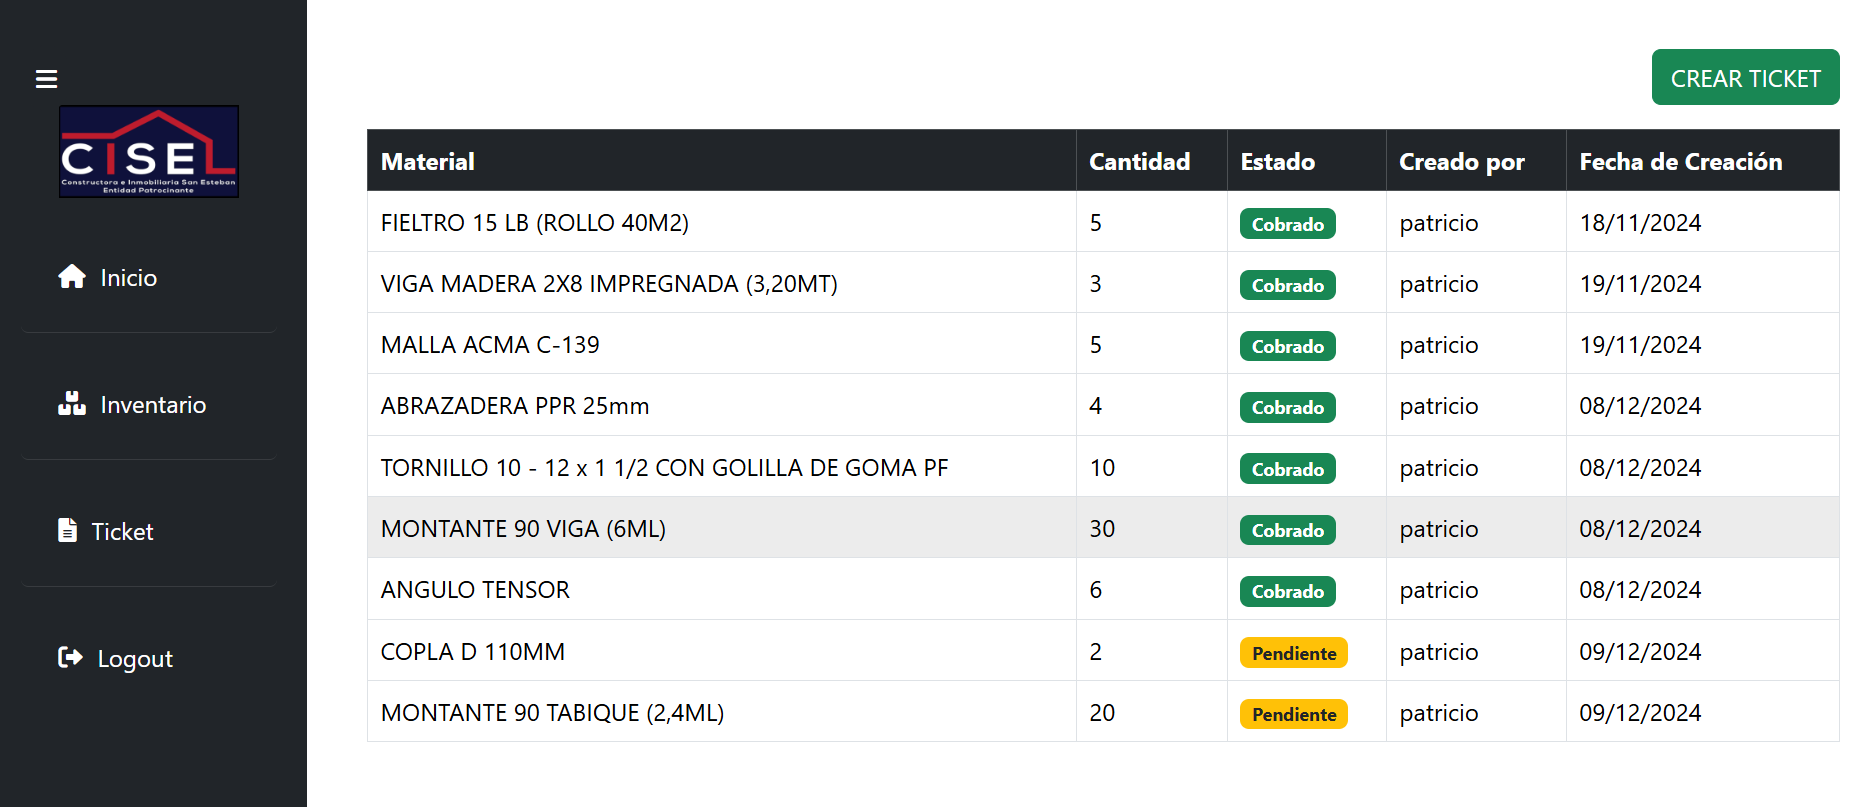 CISEL
Constructora e Inmobiliaria San Esteban
Entidad Patrocinante
Inicio
Inventario
Ticket
Logout
CREAR TICKET
Material Cantidad Estado Creado por Fecha de Creación
FIELTRO 15 LB (ROLLO 40M2) 5 Cobrado patricio 18/11/2024
VIGA MADERA 2X8 IMPREGNADA (3,20MT) 3 Cobrado patricio 19/11/2024
MALLA ACMA C-139 5 Cobrado patricio 19/11/2024
ABRAZADERA PPR 25mm 4 Cobrado patricio 08/12/2024
TORNILLO 10 - 12 x 1 1/2 CON GOLILLA DE GOMA PF 10 Cobrado patricio 08/12/2024
MONTANTE 90 VIGA (6ML) 30 Cobrado patricio 08/12/2024
ANGULO TENSOR 6 Cobrado patricio 08/12/2024
COPLA D 110MM 2 Pendiente patricio 09/12/2024
MONTANTE 90 TABIQUE (2,4ML) 20 Pendiente patricio 09/12/2024